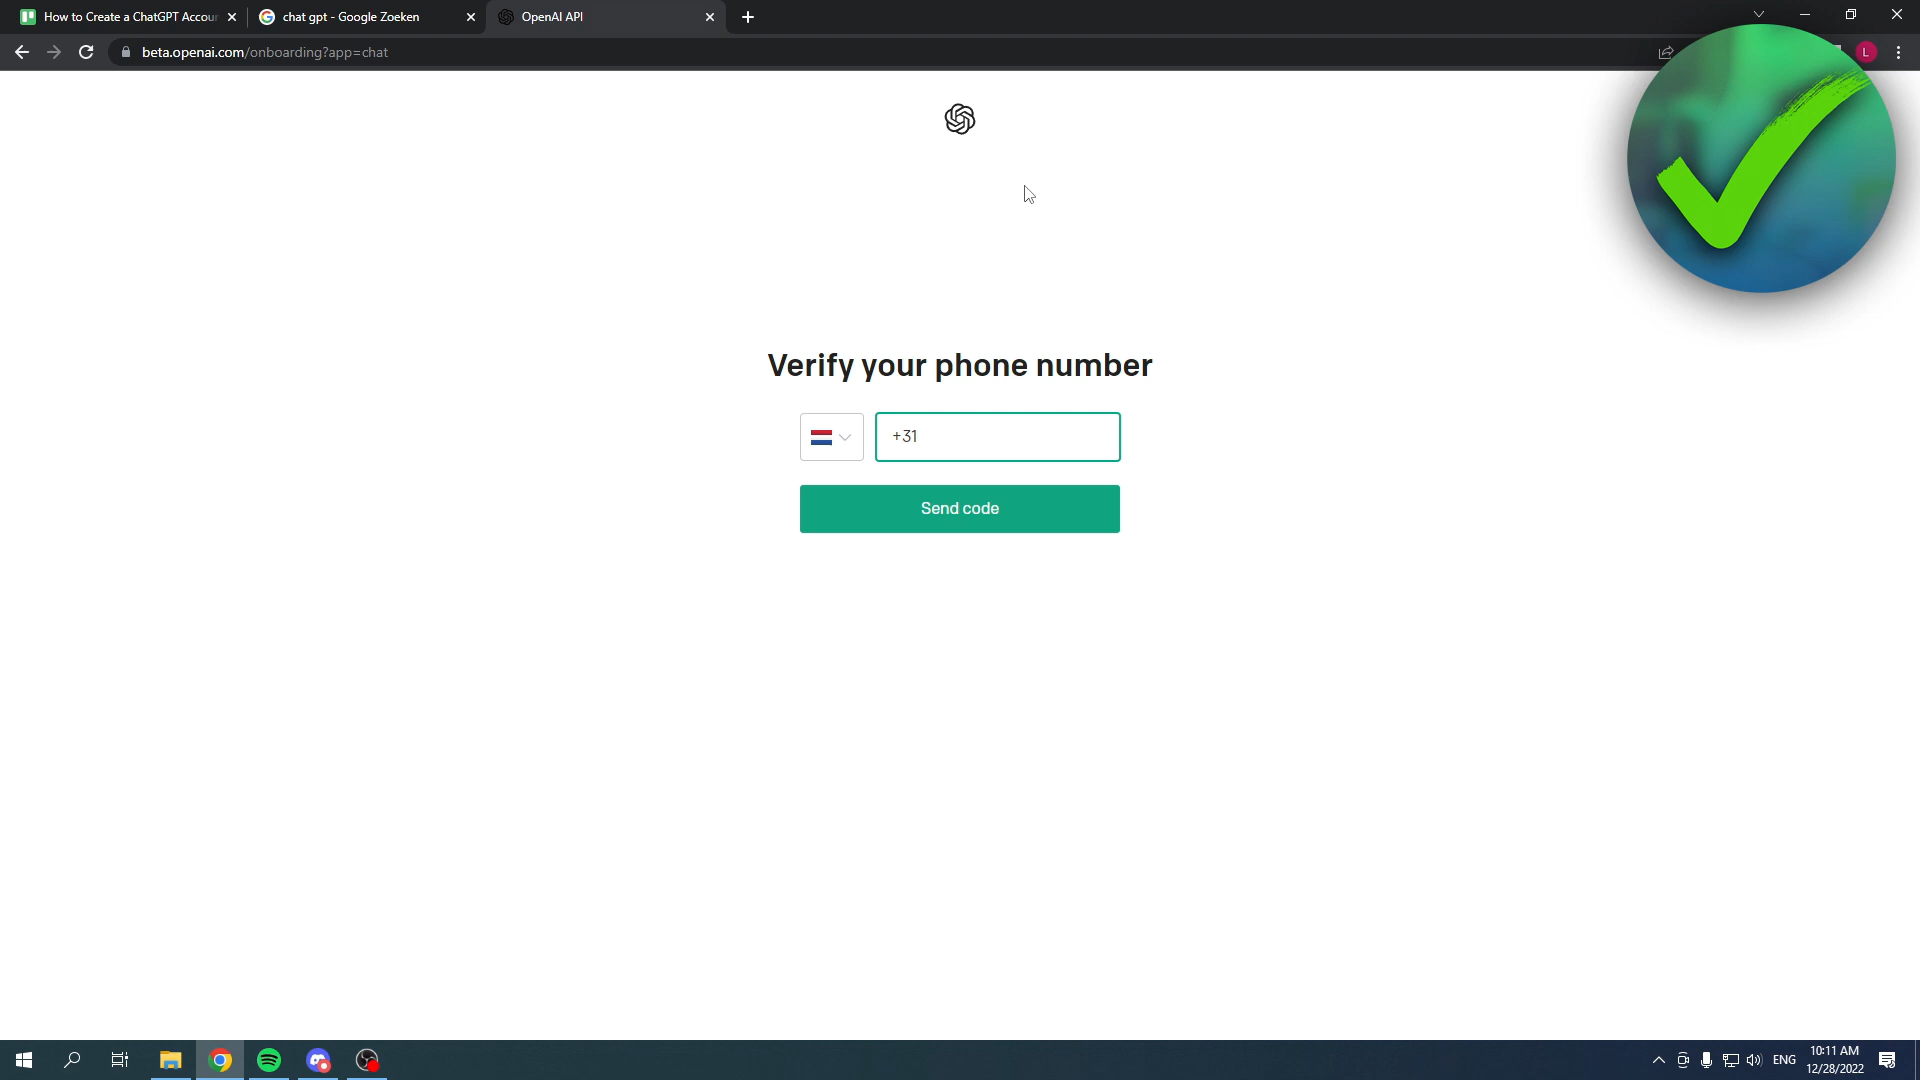 How to Create a ChatGPT Accour
chat gpt - Google Zoeken
OpenAI API
beta.openai.com/onboarding?app=chat
L
Verify your phone number
+31
Send code
ENG
10:11 AM
12/28/2022